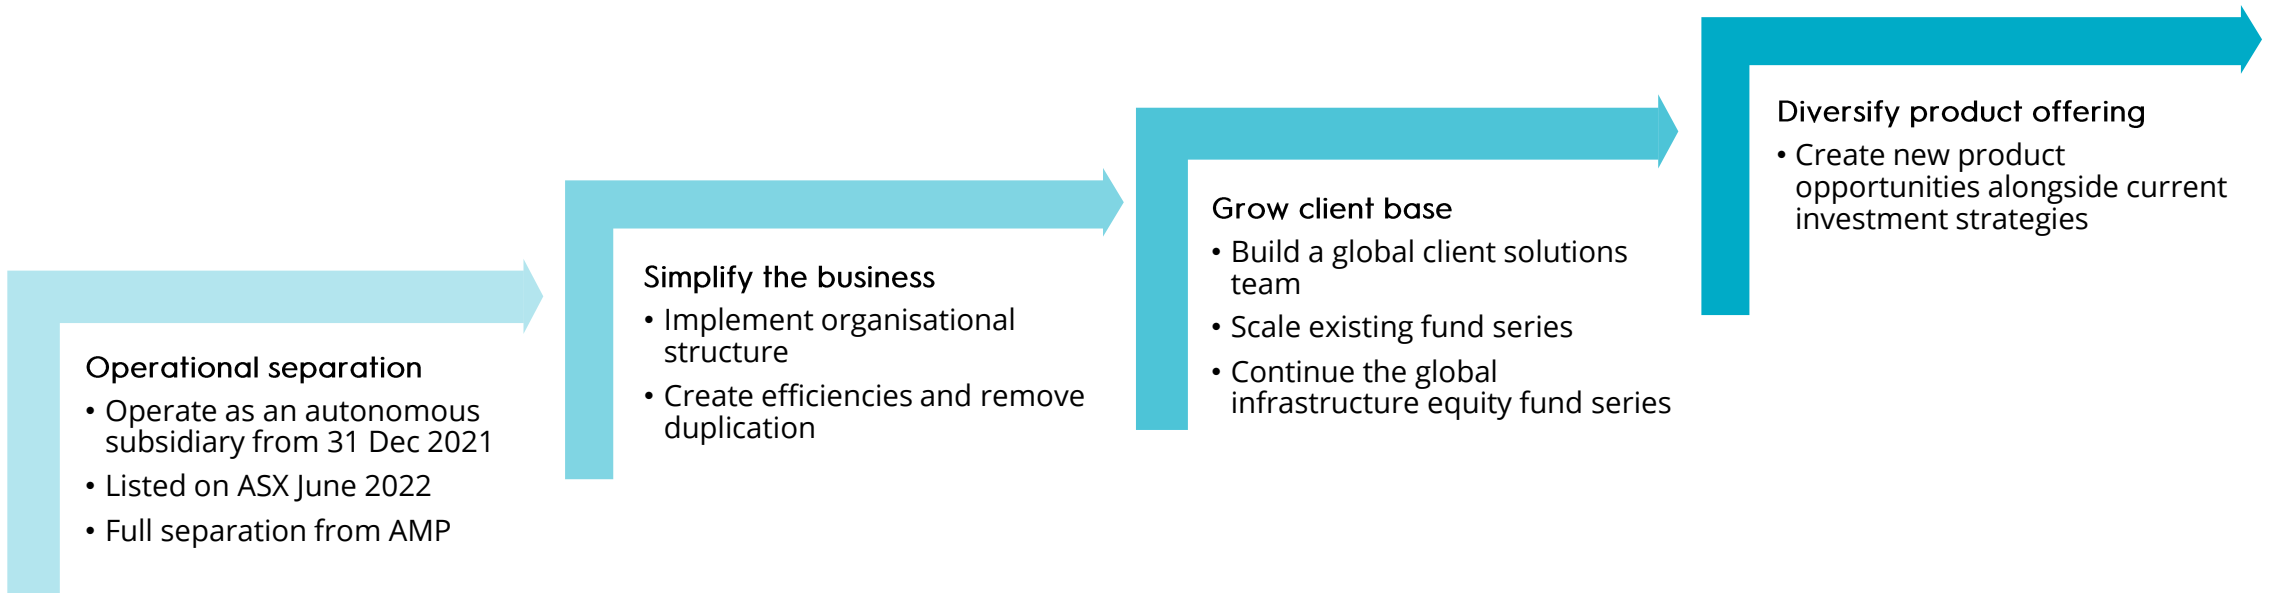 Operational separation
• Operate as an autonomous
subsidiary from 31 Dec 2021
• Listed on ASX June 2022
• Full separation from AMP
Simplify the business
• Implement organisational
structure
• Create efficiencies and remove
duplication
Grow client base
• Build a global client solutions
team
• Scale existing fund series
• Continue the global
infrastructure equity fund series
Diversify product offering
• Create new product
opportunities alongside current
investment strategies